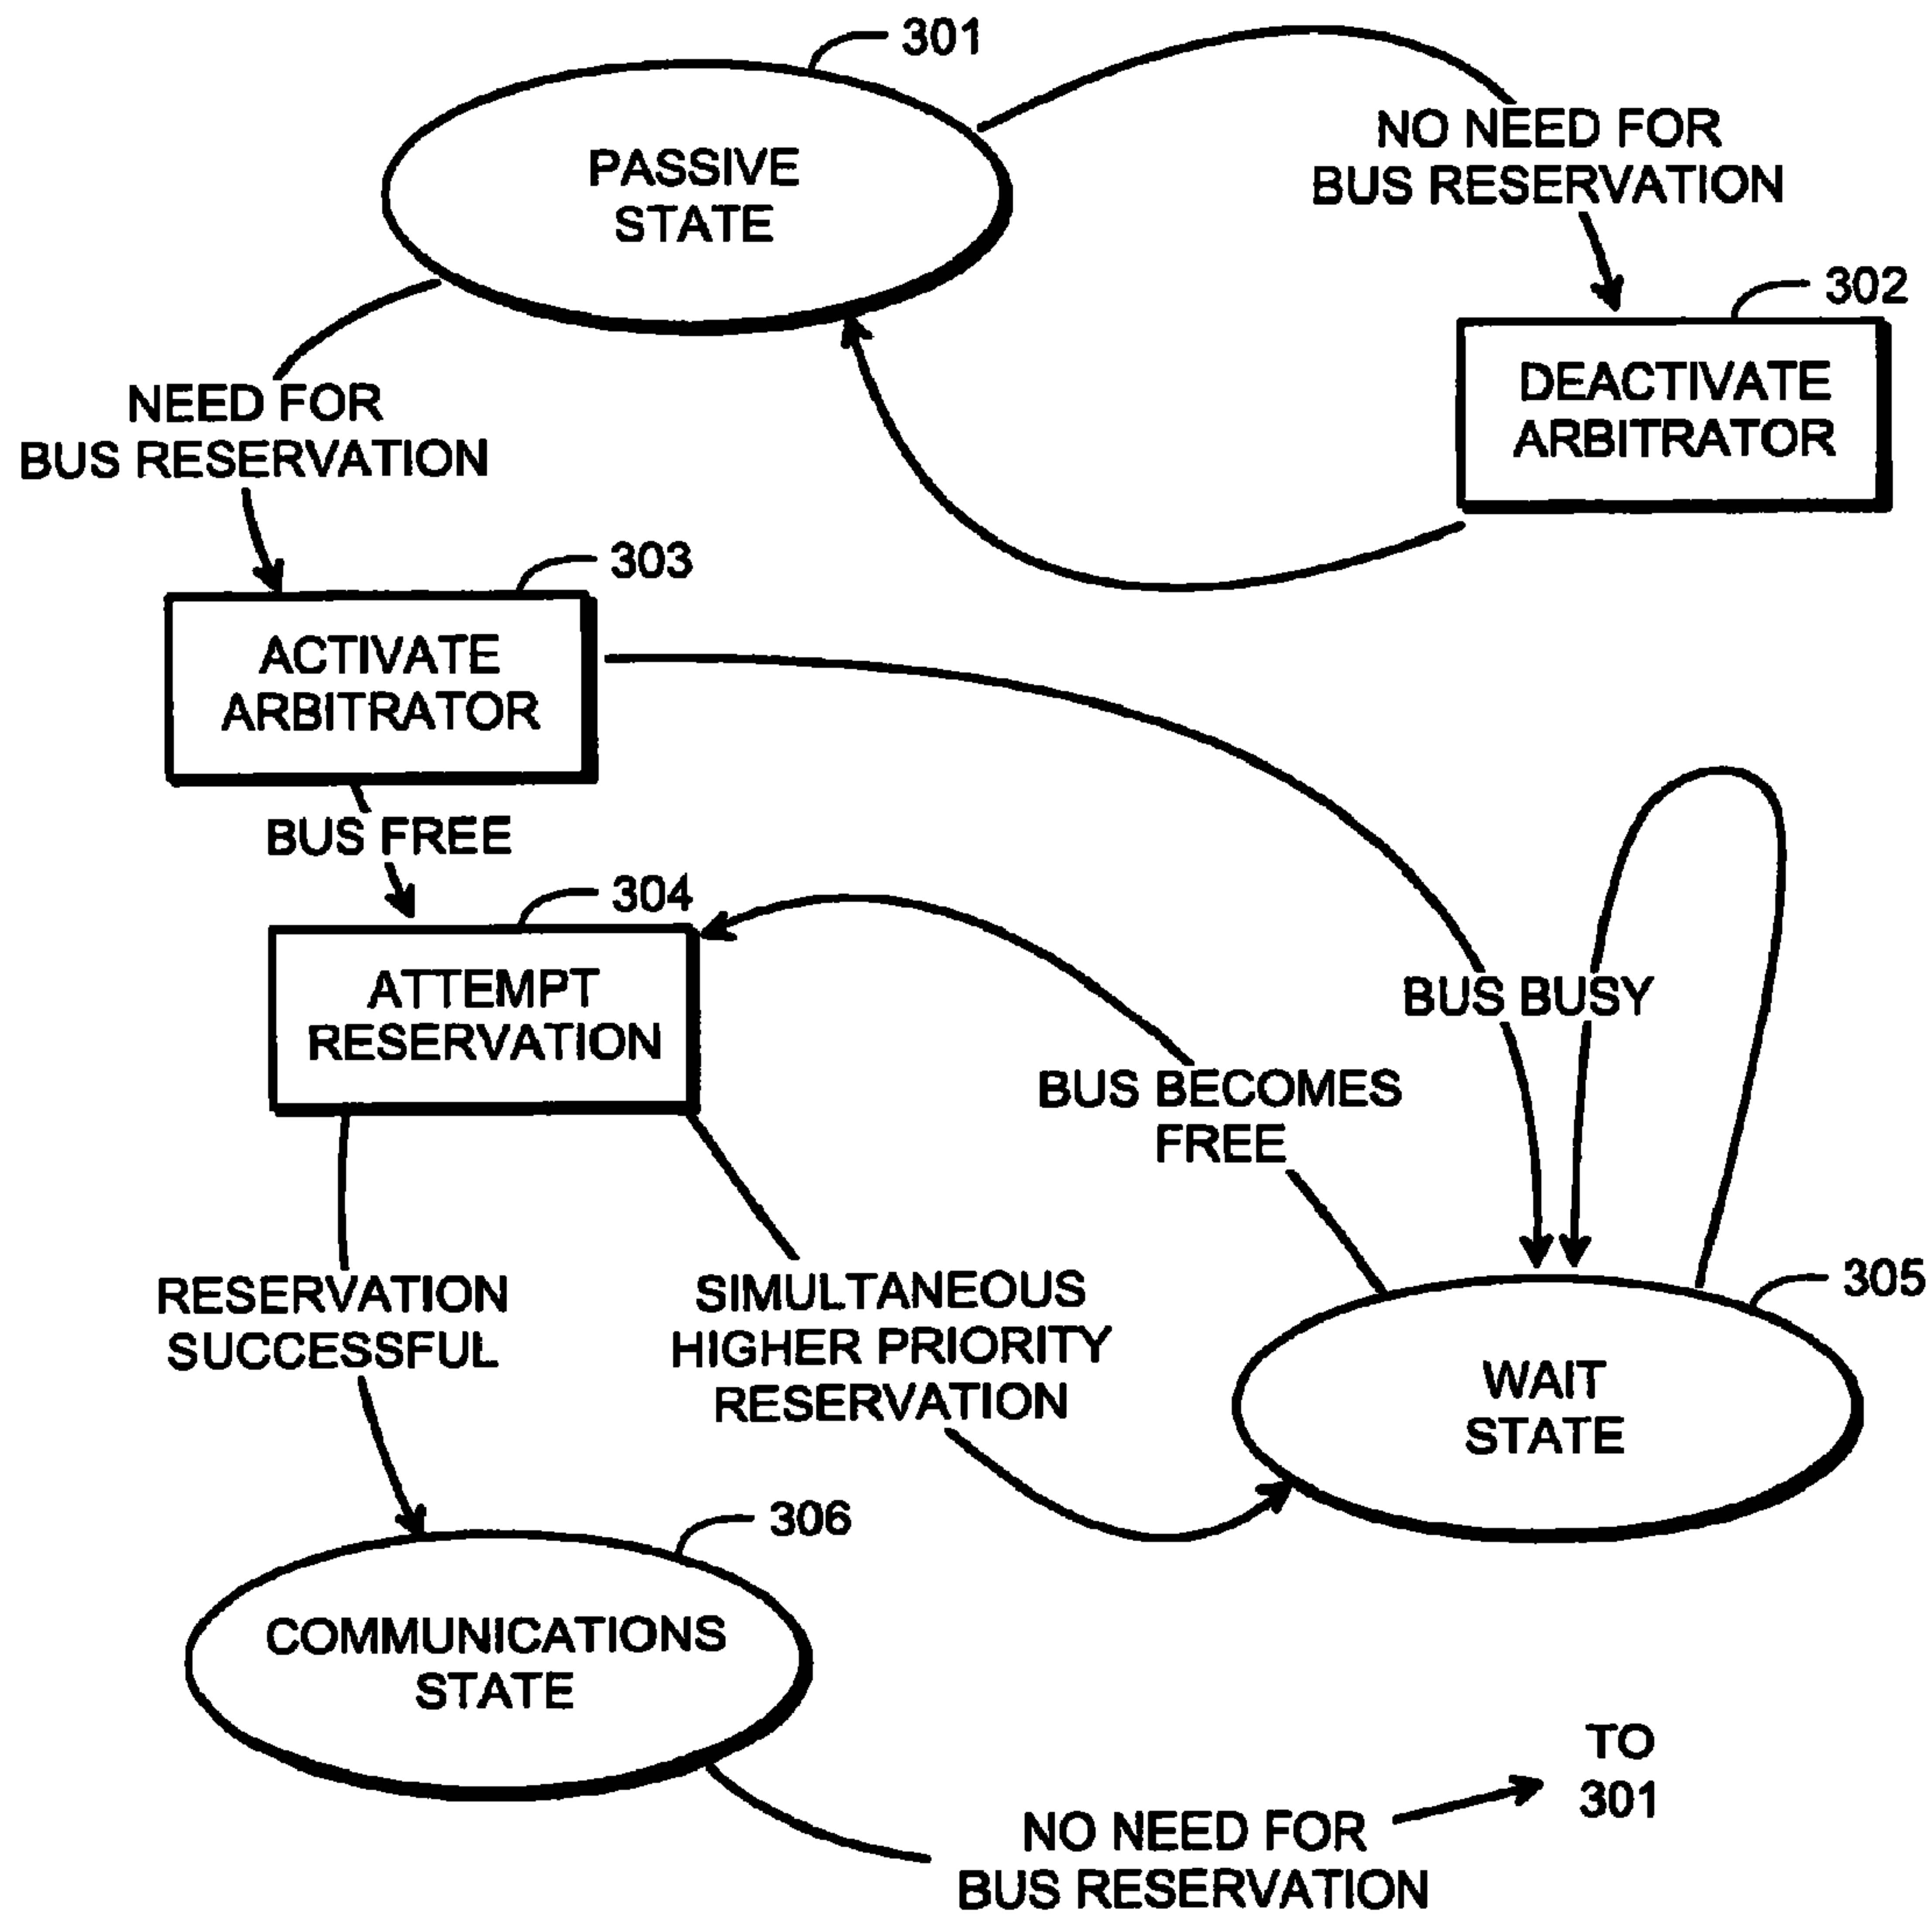 301
PASSIVE
STATE
NO NEED FOR
BUS RESERVATION
302
DEACTIVATE
ARBITRATOR
NEED FOR
BUS RESERVATION
303
ACTIVATE
ARBITRATOR
BUS FREE
304
ATTEMPT
RESERVATION
BUS BUSY
BUS BECOMES
FREE
RESERVATION
SUCCESSFUL
SIMULTANEOUS
HIGHER PRIORITY
RESERVATION
305
WAIT
STATE
306
COMMUNICATIONS
STATE
NO NEED FOR
BUS RESERVATION
TO
301